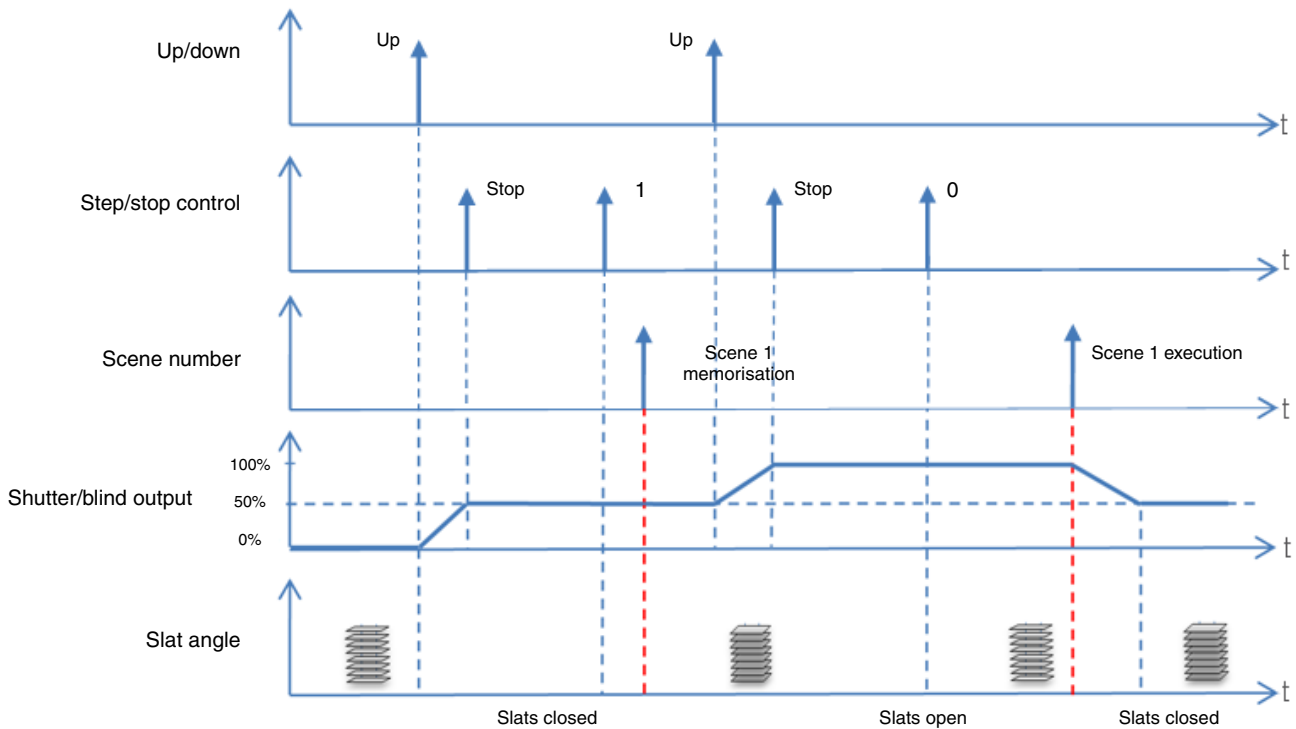 Up/down
Up
Up
t
Step/stop control
Stop
1
Stop
0
t
Scene number
Scene 1
memorisation
Scene 1 execution
t
Shutter/blind output
100%
50%
0%
t
Slat angle
t
Slats closed
Slats open
Slats closed